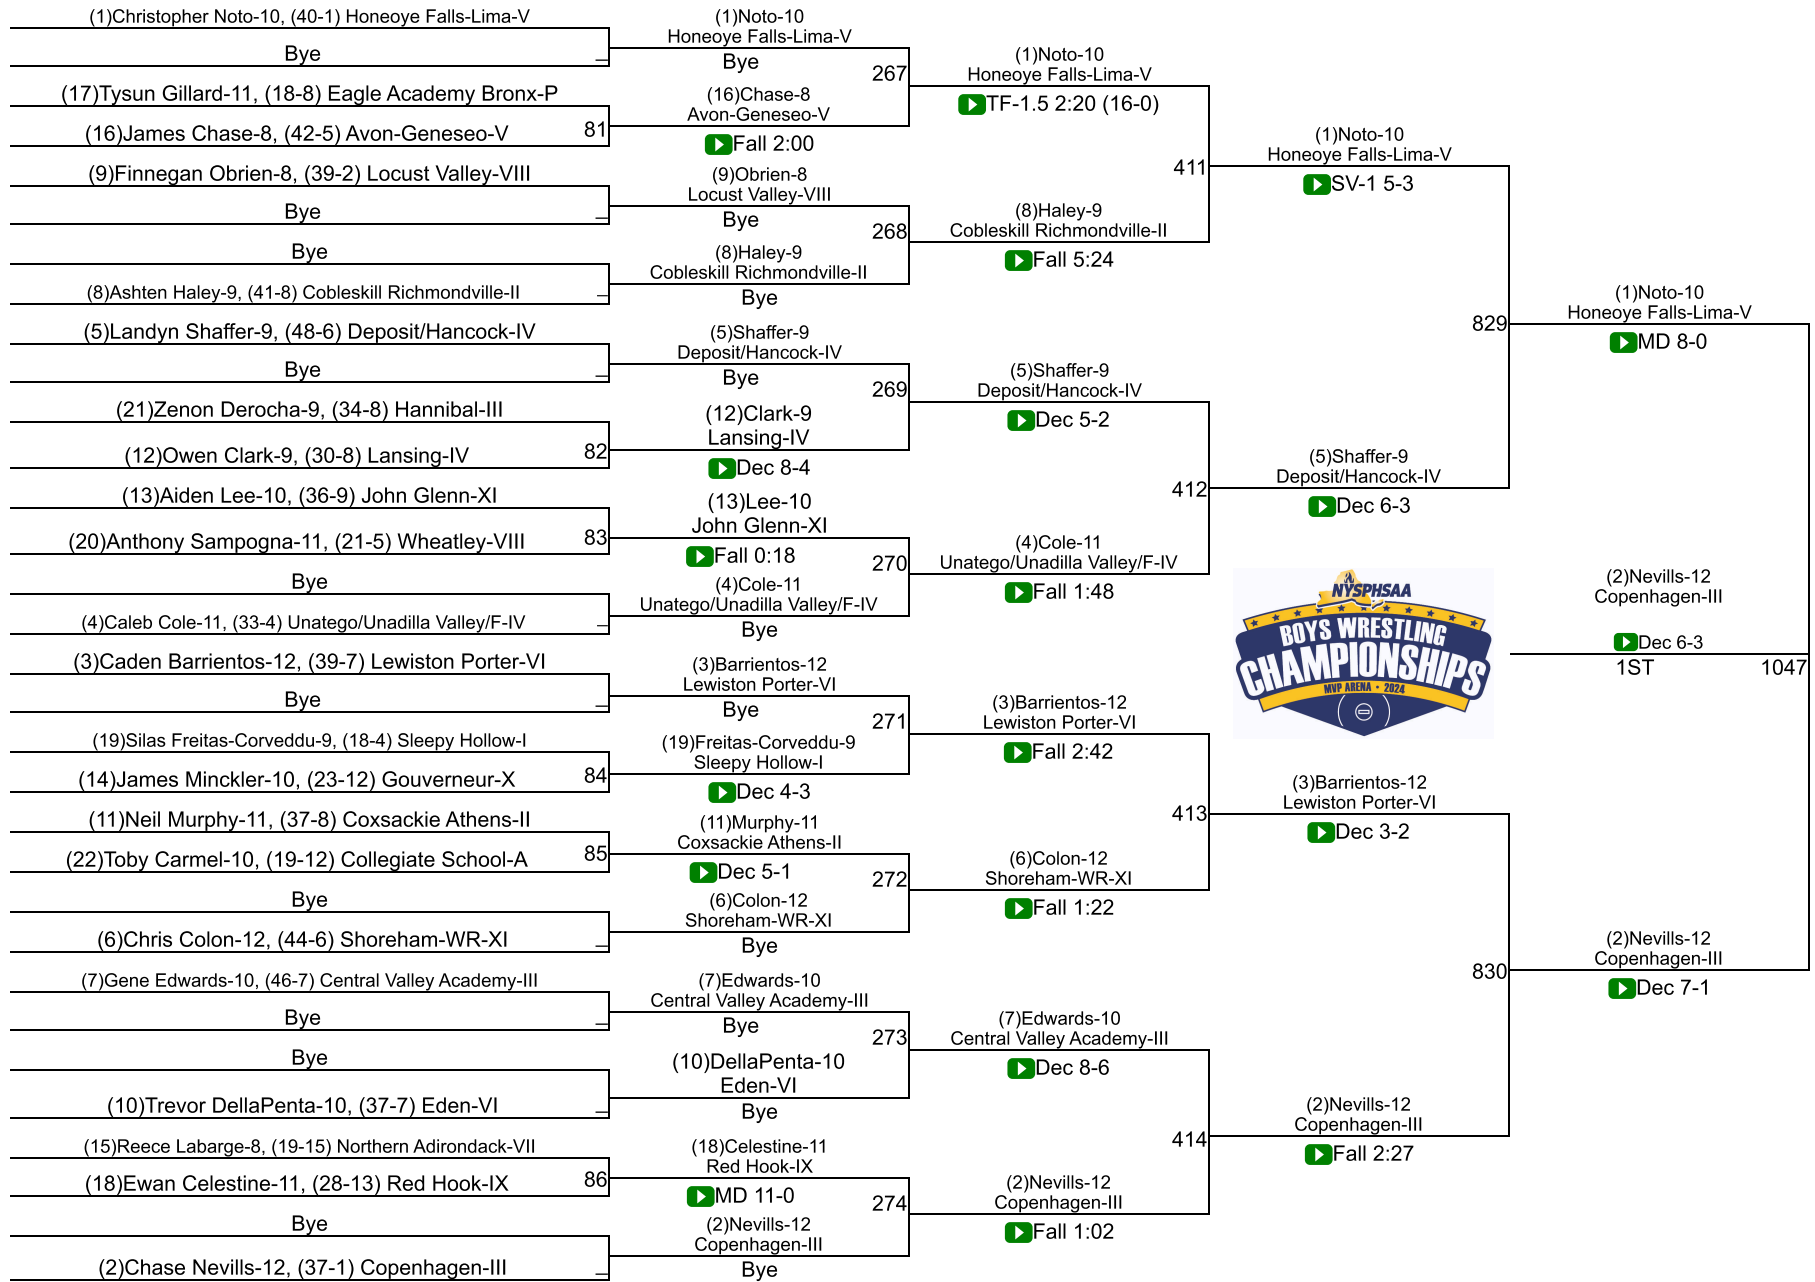 (1)Christopher Noto-10, (40-1) Honeoye Falls-Lima-V
Bye
(17)Tysun Gillard-11, (18-8) Eagle Academy Bronx-P
(16)James Chase-8, (42-5) Avon-Geneseo-V
81
(9)Finnegan Obrien-8, (39-2) Locust Valley-VIII
Bye
Bye
(8)Ashten Haley-9, (41-8) Cobleskill Richmondville-II
(5)Landyn Shaffer-9, (48-6) Deposit/Hancock-IV
Bye
(21)Zenon Derocha-9, (34-8) Hannibal-III
(12)Owen Clark-9, (30-8) Lansing-IV
82
(13)Aiden Lee-10, (36-9) John Glenn-XI
(20)Anthony Sampogna-11, (21-5) Wheatley-VIII
83
Bye
(4)Caleb Cole-11, (33-4) Unatego/Unadilla Valley/F-IV
(3)Caden Barrientos-12, (39-7) Lewiston Porter-VI
Bye
(19)Silas Freitas-Corveddu-9, (18-4) Sleepy Hollow-I
(14)James Minckler-10, (23-12) Gouverneur-X
84
(11)Neil Murphy-11, (37-8) Coxsackie Athens-II
(22)Toby Carmel-10, (19-12) Collegiate School-A
85
Bye
(6)Chris Colon-12, (44-6) Shoreham-WR-XI
(7)Gene Edwards-10, (46-7) Central Valley Academy-III
Bye
Bye
(10)Trevor DellaPenta-10, (37-7) Eden-VI
(15)Reece Labarge-8, (19-15) Northern Adirondack-VII
(18)Ewan Celestine-11, (28-13) Red Hook-IX
86
Bye
(2)Chase Nevills-12, (37-1) Copenhagen-III
(1)Noto-10
Honeoye Falls-Lima-V
Bye
267
(16)Chase-8
Avon-Geneseo-V
Fall 2:00
(9)Obrien-8
Locust Valley-VIII
Bye
268
(8)Haley-9
Cobleskill Richmondville-II
Bye
(5)Shaffer-9
Deposit/Hancock-IV
Bye
269
(12)Clark-9
Lansing-IV
Dec 8-4
(13)Lee-10
John Glenn-XI
Fall 0:18
270
(4)Cole-11
Unatego/Unadilla Valley/F-IV
Bye
(3)Barrientos-12
Lewiston Porter-VI
Bye
271
(19)Freitas-Corveddu-9
Sleepy Hollow-I
Dec 4-3
(11)Murphy-11
Coxsackie Athens-II
Dec 5-1
272
(6)Colon-12
Shoreham-WR-XI
Bye
(7)Edwards-10
Central Valley Academy-III
Bye
273
(10)DellaPenta-10
Eden-VI
Bye
(18)Celestine-11
Red Hook-IX
MD 11-0
274
(2)Nevills-12
Copenhagen-III
Bye
(1)Noto-10
Honeoye Falls-Lima-V
TF-1.5 2:20 (16-0)
411
(8)Haley-9
Cobleskill Richmondville-II
Fall 5:24
(5)Shaffer-9
Deposit/Hancock-IV
Dec 5-2
412
(4)Cole-11
Unatego/Unadilla Valley/F-IV
Fall 1:48
(3)Barrientos-12
Lewiston Porter-VI
Fall 2:42
413
(6)Colon-12
Shoreham-WR-XI
Fall 1:22
(7)Edwards-10
Central Valley Academy-III
Dec 8-6
414
(2)Nevills-12
Copenhagen-III
Fall 1:02
(1)Noto-10
Honeoye Falls-Lima-V
SV-1 5-3
829
(5)Shaffer-9
Deposit/Hancock-IV
Dec 6-3
NYSPHSAA
BOYS WRESTLING
CHAMPIONSHIPS
MVP ARENA • 2024
(3)Barrientos-12
Lewiston Porter-VI
Dec 3-2
830
(2)Nevills-12
Copenhagen-III
Fall 2:27
(1)Noto-10
Honeoye Falls-Lima-V
MD 8-0
(2)Nevills-12
Copenhagen-III
Dec 6-3
1ST
1047
(2)Nevills-12
Copenhagen-III
Dec 7-1